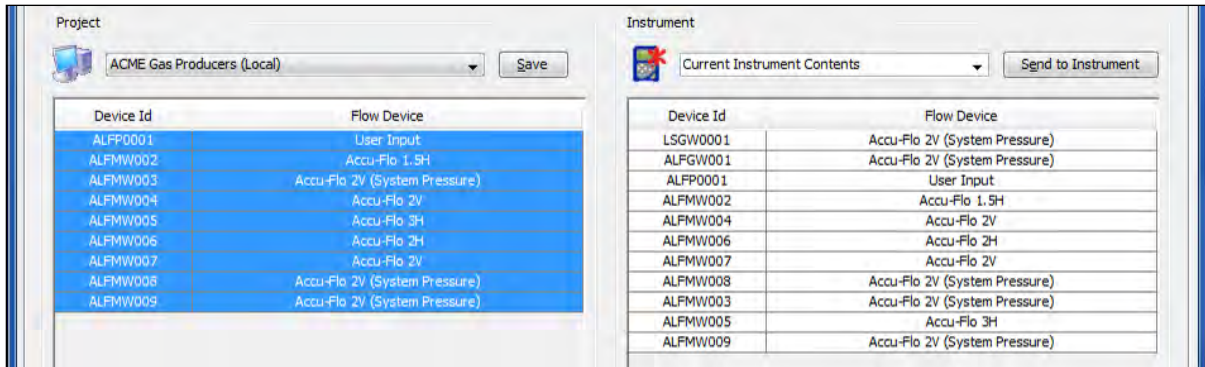 Project
ACME Gas Producers (Local)
Save
Device Id Flow Device
ALFP0001 User Input
ALFMW002 Accu-Flo 1.5H
ALFMW003 Accu-Flo 2V (System Pressure)
ALFMW004 Accu-Flo 2V
ALFMW005 Accu-Flo 3H
ALFMW006 Accu-Flo 2H
ALFMW007 Accu-Flo 2V
ALFMW008 Accu-Flo 2V (System Pressure)
ALFMW009 Accu-Flo 2V (System Pressure)
Instrument
Current Instrument Contents
Send to Instrument
Device Id Flow Device
LSGW0001 Accu-Flo 2V (System Pressure)
ALFGW001 Accu-Flo 2V (System Pressure)
ALFP0001 User Input
ALFMW002 Accu-Flo 1.5H
ALFMW004 Accu-Flo 2V
ALFMW006 Accu-Flo 2H
ALFMW007 Accu-Flo 2V
ALFMW008 Accu-Flo 2V (System Pressure)
ALFMW003 Accu-Flo 2V (System Pressure)
ALFMW005 Accu-Flo 3H
ALFMW009 Accu-Flo 2V (System Pressure)